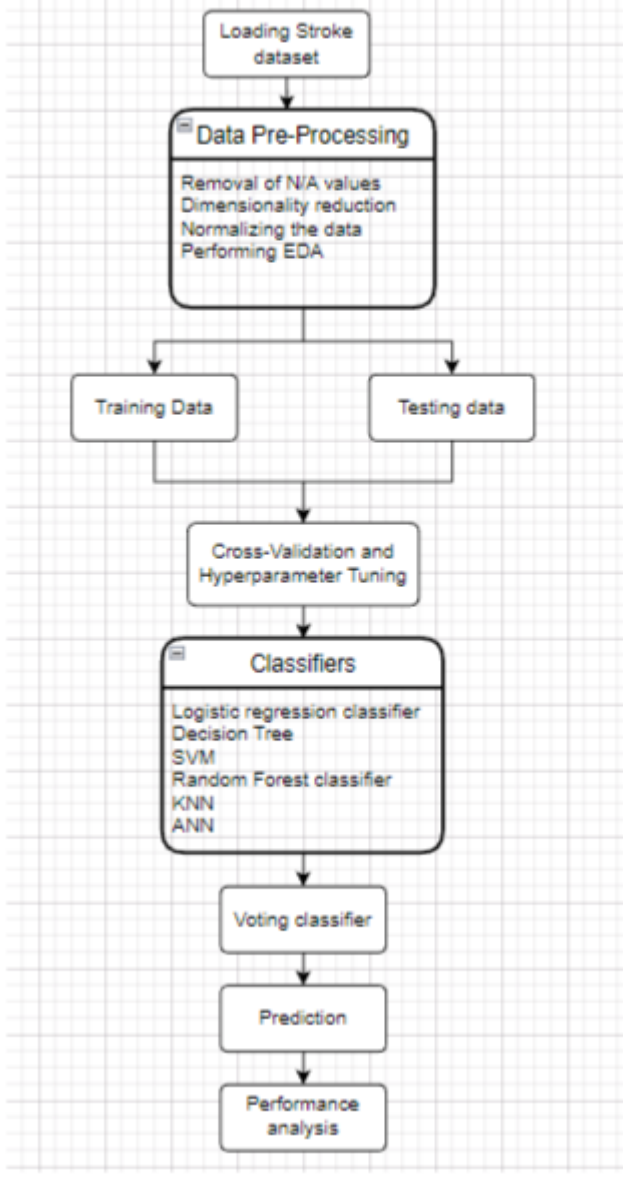 Loading Stroke
dataset
Data Pre-Processing
Removal of N/A values
Dimensionality reduction
Normalizing the data
Performing EDA
Training Data
Testing data
Cross-Validation and
Hyperparameter Tuning
Classifiers
Logistic regression classifier
Decision Tree
SVM
Random Forest classifier
KNN
ANN
Voting classifier
Prediction
Performance
analysis